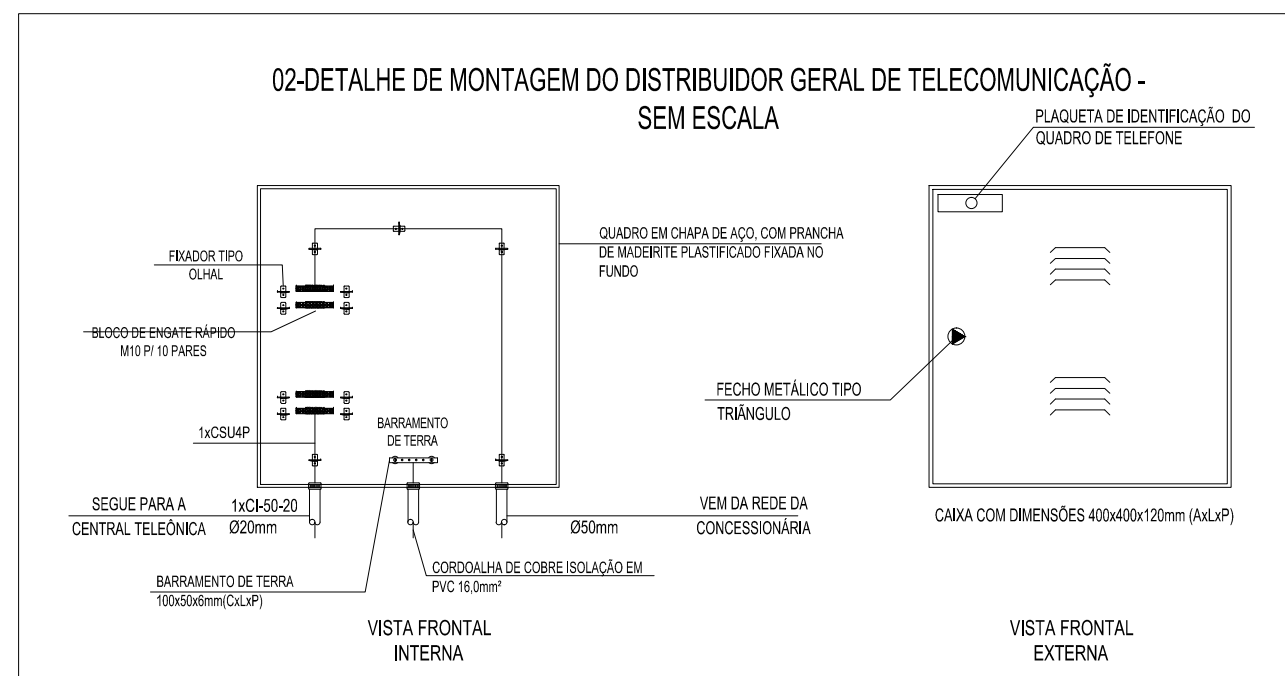 02-DETALHE DE MONTAGEM DO DISTRIBUIDOR GERAL DE TELECOMUNICAÇÃO -
SEM ESCALA
PLAQUETA DE IDENTIFICAÇÃO DO
QUADRO DE TELEFONE
QUADRO EM CHAPA DE AÇO, COM PRANCHA
DE MADEIRITE PLASTIFICADO FIXADA NO
FUNDO
FIXADOR TIPO
OLHAL
BLOCO DE ENGATE RÁPIDO
M10 P/ 10 PARES
FECHO METÁLICO TIPO
TRIÃNGULO
1xCSU4P
BARRAMENTO
DE TERRA
SEGUE PARA A
CENTRAL TELEÔNICA
1xCI-50-20
Ø20mm
Ø50mm
VEM DA REDE DA
CONCESSIONÁRIA
CAIXA COM DIMENSÕES 400x400x120mm (AxLxP)
BARRAMENTO DE TERRA
100x50x6mm(CxLxP)
CORDOALHA DE COBRE ISOLAÇÃO EM
PVC 16,0mm²
VISTA FRONTAL
INTERNA
VISTA FRONTAL
EXTERNA